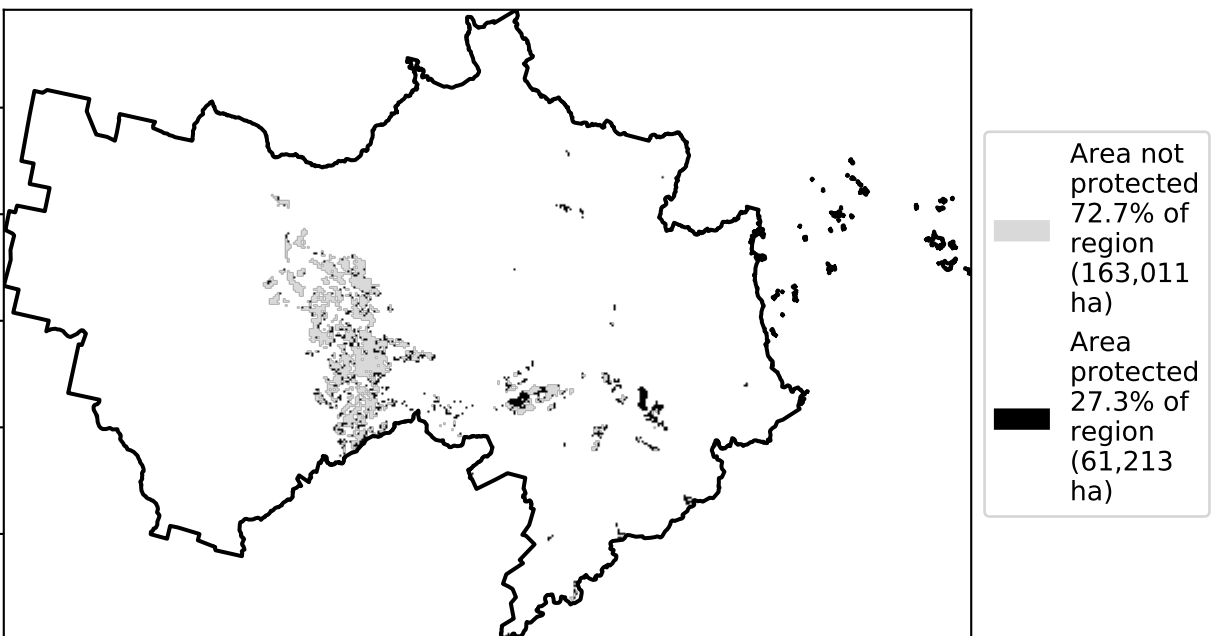 Area not
protected
72.7% of
region
(163,011
ha)
Area
protected
27.3% of
region
(61,213
ha)